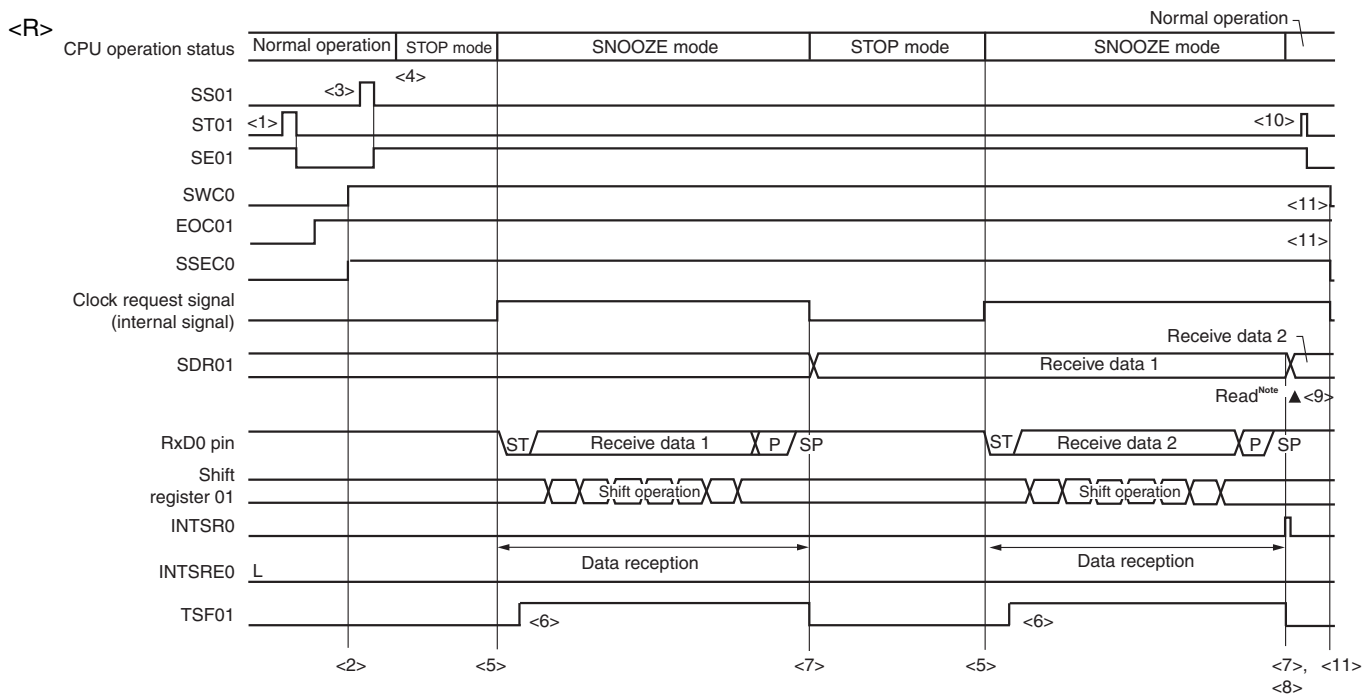 <R>
Normal operation
CPU operation status Normal operation STOP mode SNOOZE mode STOP mode SNOOZE mode
<4>
SS01 <3>
ST01 <1> <10>
SE01
SWC0 <11>
EOC01 <11>
SSEC0
Clock request signal
(internal signal)
Receive data 2
SDR01 Receive data 1
Read Note ▲ <9>
RxD0 pin ST Receive data 1 P SP ST Receive data 2 P SP
Shift
register 01 Shift operation Shift operation
INTSR0
Data reception Data reception
INTSRE0 L
TSF01 <6> <6>
<2> <5> <7> <5> <7>, <11>
<8>